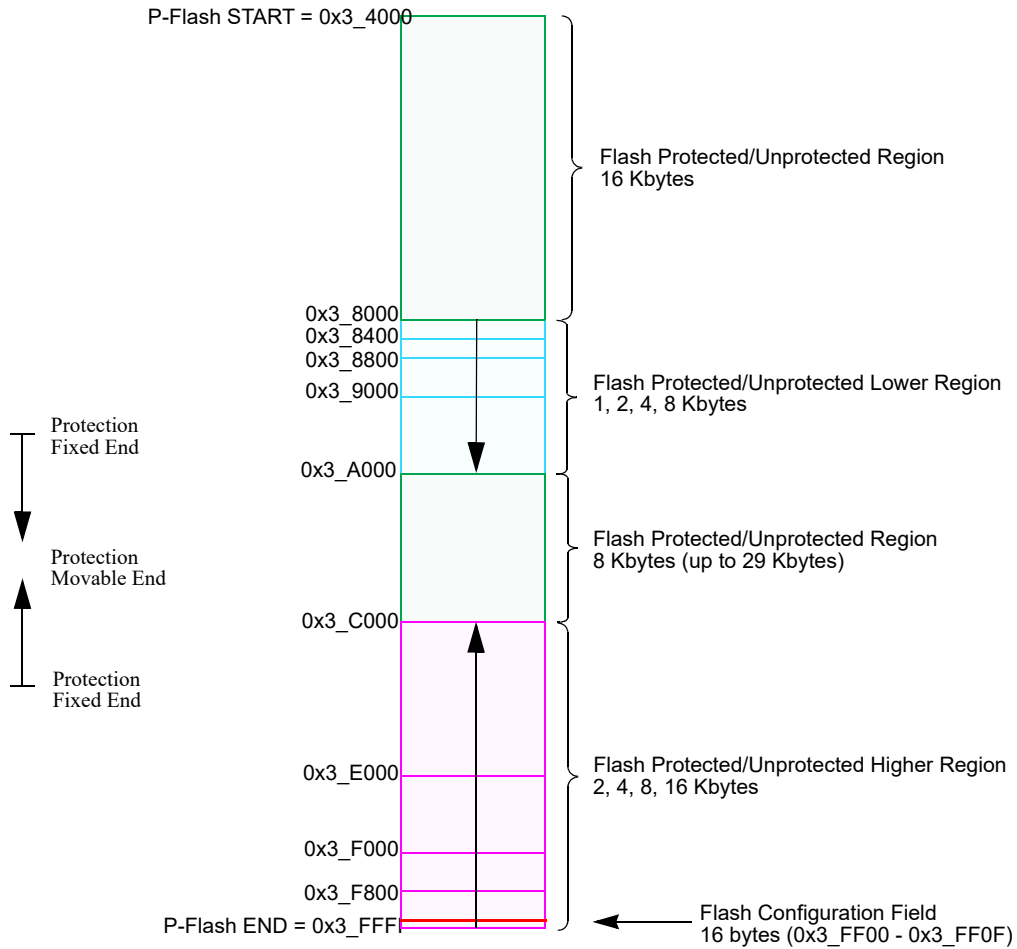 P-Flash START = 0x3_4000
Flash Protected/Unprotected Region
16 Kbytes
0x3_8000
0x3_8400
0x3_8800
0x3_9000
Flash Protected/Unprotected Lower Region
1, 2, 4, 8 Kbytes
Protection
Fixed End
0x3_A000
Flash Protected/Unprotected Region
8 Kbytes (up to 29 Kbytes)
Protection
Movable End
0x3_C000
Protection
Fixed End
0x3_E000
Flash Protected/Unprotected Higher Region
2, 4, 8, 16 Kbytes
0x3_F000
0x3_F800
P-Flash END = 0x3_FFF
Flash Configuration Field
16 bytes (0x3_FF00 - 0x3_FF0F)